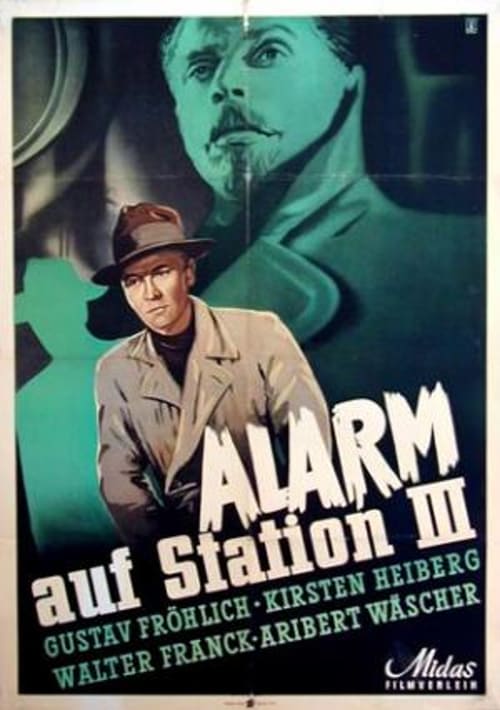 ALARM
auf Station III
GUSTAV FRÖHLICH · KIRSTEN HEIBERG
WALTER FRANCK · ARIBERT WÄSCHER
Midas
FILMVERLEIH